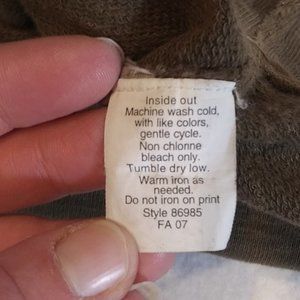 Inside out
Machine wash cold,
with like colors,
gentle cycle.
Non chlorine
bleach only.
Tumble dry low.
Warm iron as
needed.
Do not iron on print
Style 86985
FA 07